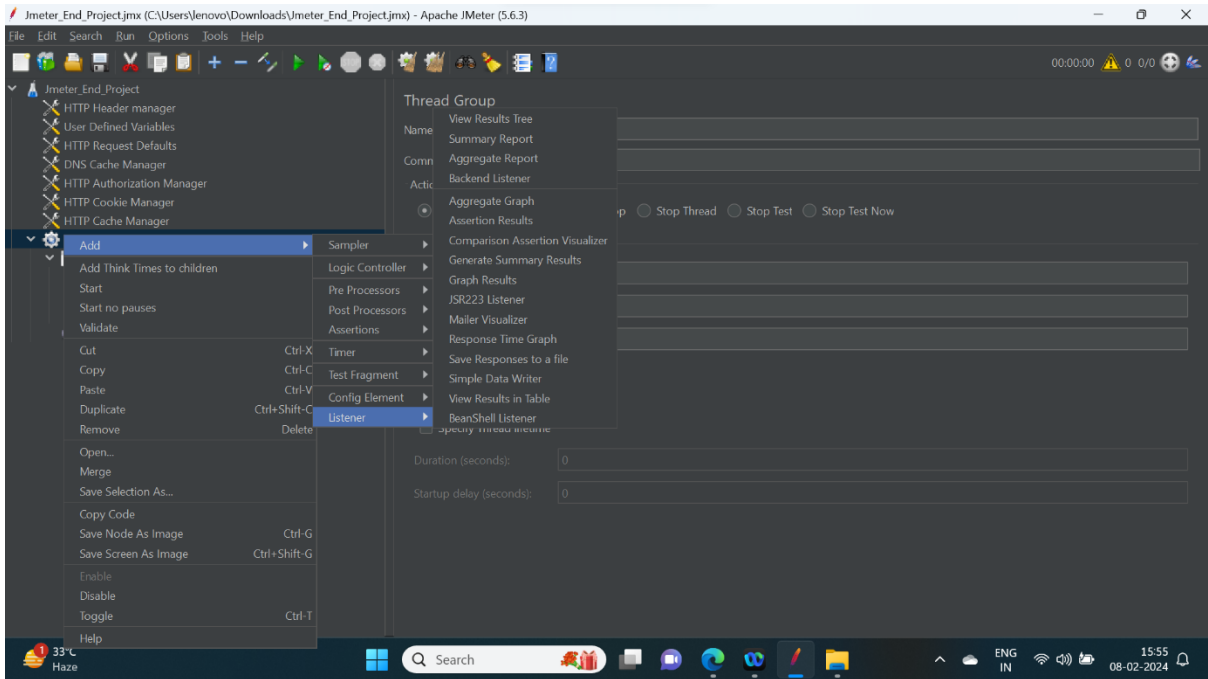 Jmeter_End_Project.jmx (C:\Users\lenovo\Downloads\Jmeter_End_Project.jmx) - Apache JMeter (5.6.3)
File Edit Search Run Options Tools Help
00:00:00 0 0/0
Jmeter_End_Project
HTTP Header manager
User Defined Variables
HTTP Request Defaults
DNS Cache Manager
HTTP Authorization Manager
HTTP Cookie Manager
HTTP Cache Manager
Add
Add Think Times to children
Start
Start no pauses
Validate
Cut Ctrl-X
Copy Ctrl-C
Paste Ctrl-V
Duplicate Ctrl+Shift-C
Remove Delete
Open...
Merge
Save Selection As...
Copy Code
Save Node As Image Ctrl-G
Save Screen As Image Ctrl+Shift-G
Enable
Disable
Toggle Ctrl-T
Help
Sampler
Logic Controller
Pre Processors
Post Processors
Assertions
Timer
Test Fragment
Config Element
Listener
View Results Tree
Summary Report
Aggregate Report
Backend Listener
Aggregate Graph
Assertion Results
Comparison Assertion Visualizer
Generate Summary Results
Graph Results
JSR223 Listener
Mailer Visualizer
Response Time Graph
Save Responses to a file
Simple Data Writer
View Results in Table
BeanShell Listener
Thread Group
Name
Comm
Actio
op Stop Thread Stop Test Stop Test Now
Specify Thread lifetime
Duration (seconds): 0
Startup delay (seconds): 0
1
33°C
Haze
Search
ENG
IN
15:55
08-02-2024